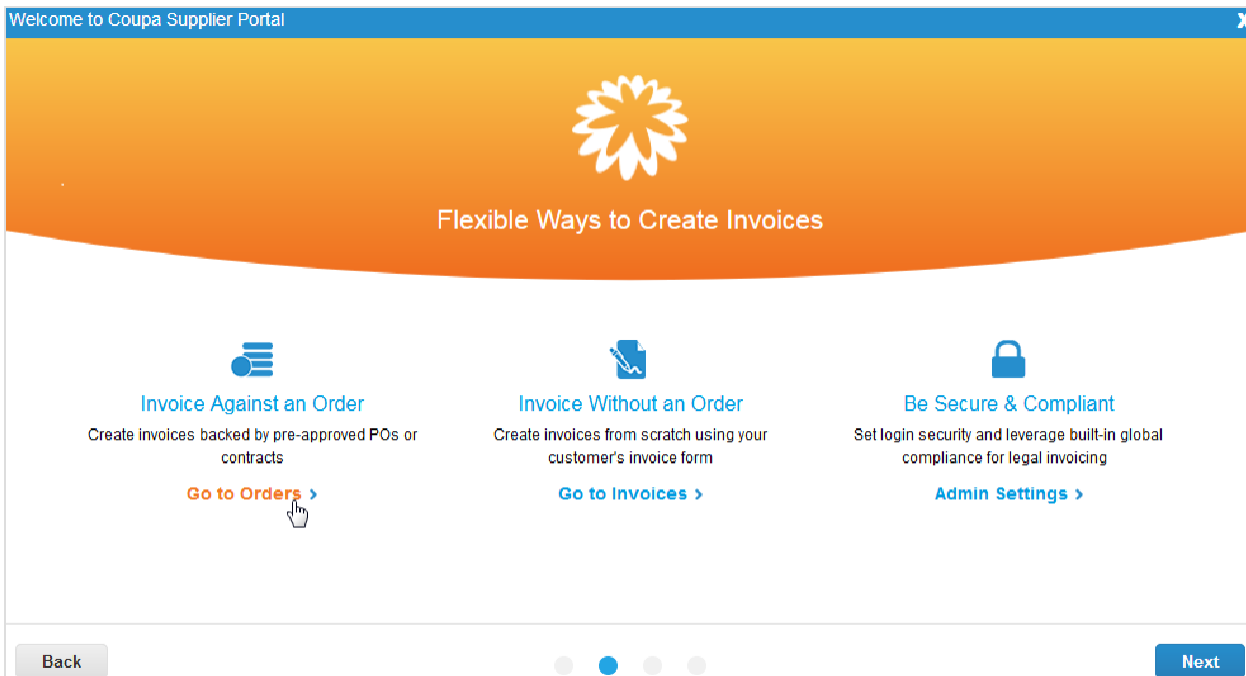 Welcome to Coupa Supplier Portal
X
Flexible Ways to Create Invoices
Invoice Against an Order
Create invoices backed by pre-approved POs or
contracts
Go to Orders >
Invoice Without an Order
Create invoices from scratch using your
customer's invoice form
Go to Invoices >
Be Secure & Compliant
Set login security and leverage built-in global
compliance for legal invoicing
Admin Settings >
Back
Next